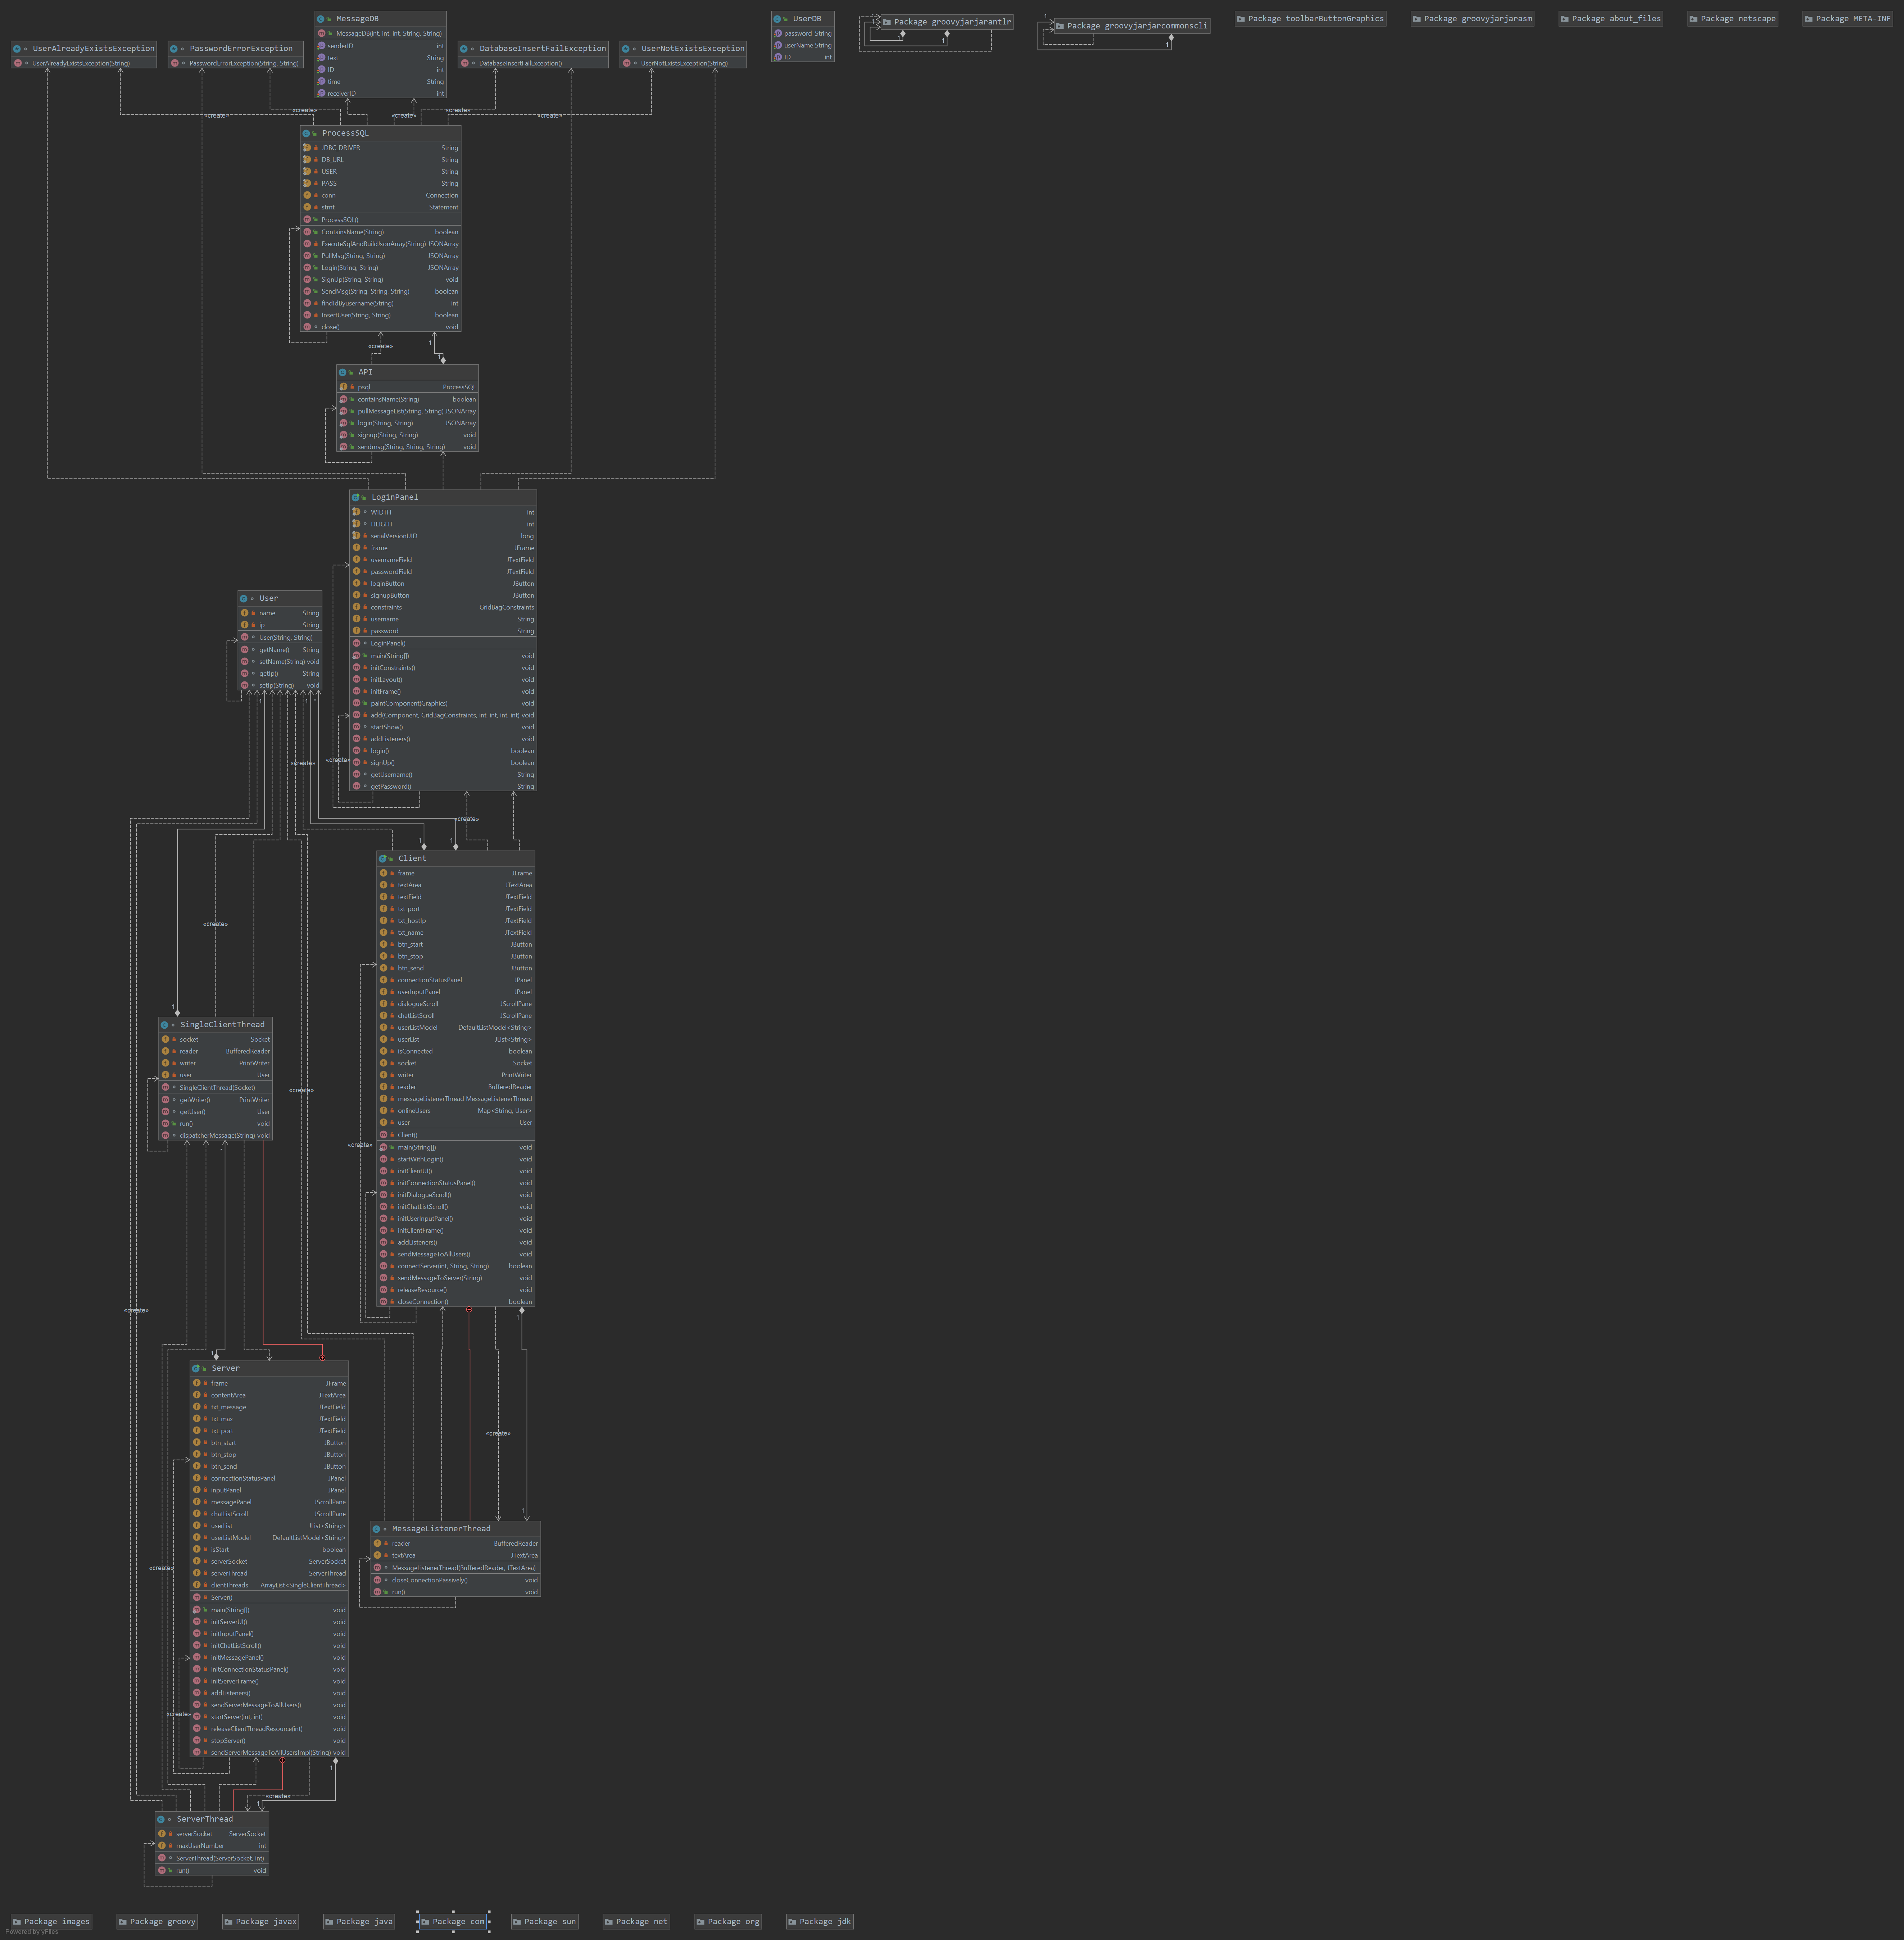 MessageDB
MessageDB(int, int, int, String, String)
senderID int
text String
ID int
time String
receiverID int
UserDB
password String
userName String
ID int
Package groovyjarjarantlr
Package groovyjarjarcommonscli
Package toolbarButtonGraphics
Package groovyjarjarasm
Package about_files
Package netscape
Package META-INF
UserAlreadyExistsException
UserAlreadyExistsException(String)
PasswordErrorException
PasswordErrorException(String, String)
DatabaseInsertFailException
DatabaseInsertFailException()
UserNotExistsException
UserNotExistsException(String)
«create»
«create»
«create»
«create»
«create»
ProcessSQL
JDBC_DRIVER String
DB_URL String
USER String
PASS String
conn Connection
stmt Statement
ProcessSQL()
ContainsName(String) boolean
ExecuteSqlAndBuildJsonArray(String) JSONArray
PullMsg(String, String) JSONArray
Login(String, String) JSONArray
SignUp(String, String) void
SendMsg(String, String, String) boolean
findIdByusername(String) int
InsertUser(String, String) boolean
close() void
«create»
1
1
API
psql ProcessSQL
containsName(String) boolean
pullMessageList(String, String) JSONArray
login(String, String) JSONArray
signup(String, String) void
sendmsg(String, String, String) void
LoginPanel
WIDTH int
HEIGHT int
serialVersionUID long
frame JFrame
usernameField JTextField
passwordField JTextField
loginButton JButton
signupButton JButton
constraints GridBagConstraints
username String
password String
LoginPanel()
main(String[]) void
initConstraints() void
initLayout() void
initFrame() void
paintComponent(Graphics) void
add(Component, GridBagConstraints, int, int, int, int) void
startShow() void
addListeners() void
login() boolean
signUp() boolean
getUsername() String
getPassword() String
User
name String
ip String
User(String, String)
getName() String
setName(String) void
getIp() String
setIp(String) void
1
1
*
«create»
«create»
«create»
1
1
Client
frame JFrame
textArea JTextArea
textField JTextField
txt_port JTextField
txt_hostIp JTextField
txt_name JTextField
btn_start JButton
btn_stop JButton
btn_send JButton
connectionStatusPanel JPanel
userInputPanel JPanel
dialogueScroll JScrollPane
chatListScroll JScrollPane
userListModel DefaultListModel<String>
userList JList<String>
isConnected boolean
socket Socket
writer PrintWriter
reader BufferedReader
messageListenerThread MessageListenerThread
onlineUsers Map<String, User>
user User
Client()
main(String[]) void
startWithLogin() void
initClientUI() void
initConnectionStatusPanel() void
initDialogueScroll() void
initChatListScroll() void
initUserInputPanel() void
initClientFrame() void
addListeners() void
sendMessageToAllUsers() void
connectServer(int, String, String) boolean
sendMessageToServer(String) void
releaseResource() void
closeConnection() boolean
«create»
1
SingleClientThread
socket Socket
reader BufferedReader
writer PrintWriter
user User
SingleClientThread(Socket)
getWriter() PrintWriter
getUser() User
run() void
dispatcherMessage(String) void
*
«create»
«create»
«create»
1
1
Server
frame JFrame
contentArea JTextArea
txt_message JTextField
txt_max JTextField
txt_port JTextField
btn_start JButton
btn_stop JButton
btn_send JButton
connectionStatusPanel JPanel
inputPanel JPanel
messagePanel JScrollPane
chatListScroll JScrollPane
userList JList<String>
userListModel DefaultListModel<String>
isStart boolean
serverSocket ServerSocket
serverThread ServerThread
clientThreads ArrayList<SingleClientThread>
Server()
main(String[]) void
initServerUI() void
initInputPanel() void
initChatListScroll() void
initMessagePanel() void
initConnectionStatusPanel() void
initServerFrame() void
addListeners() void
sendServerMessageToAllUsers() void
startServer(int, int) void
releaseClientThreadResource(int) void
stopServer() void
sendServerMessageToAllUsersImpl(String) void
«create»
1
MessageListenerThread
reader BufferedReader
textArea JTextArea
MessageListenerThread(BufferedReader, JTextArea)
closeConnectionPassively() void
run() void
«create»
«create»
«create»
«create»
1
1
ServerThread
serverSocket ServerSocket
maxUserNumber int
ServerThread(ServerSocket, int)
run() void
Package images
Package groovy
Package javax
Package java
Package com
Package sun
Package net
Package org
Package jdk
Powered by yFiles